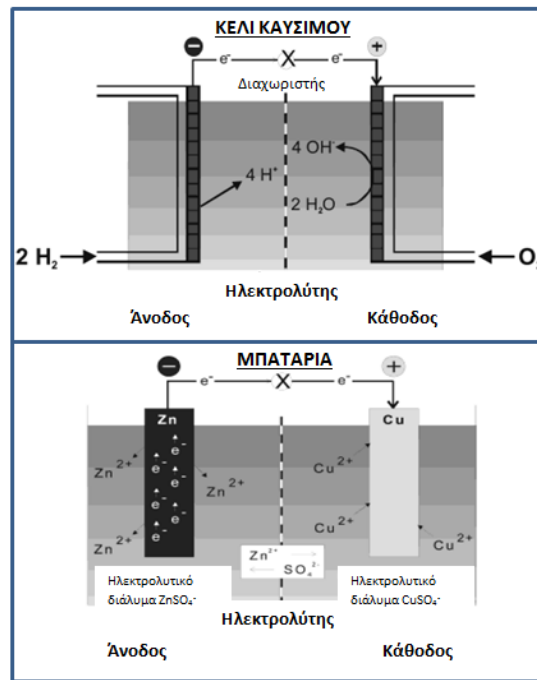 ΚΕΛΙ ΚΑΥΣΙΜΟΥ
− +
e⁻ X e⁻
Διαχωριστής
4 OH⁻
4 H⁺
2 H₂O
2 H₂ O₂
Ηλεκτρολύτης
Άνοδος Κάθοδος
ΜΠΑΤΑΡΙΑ
− +
e⁻ X e⁻
Zn Cu
e⁻ e⁻
Zn²⁺ e⁻ e⁻ Zn²⁺ Cu²⁺
e⁻ e⁻
Zn²⁺ e⁻ Cu²⁺ Cu²⁺
Zn²⁺
SO₄²⁻
Ηλεκτρολυτικό διάλυμα ZnSO₄⁻
Ηλεκτρολυτικό διάλυμα CuSO₄⁻
Ηλεκτρολύτης
Άνοδος Κάθοδος